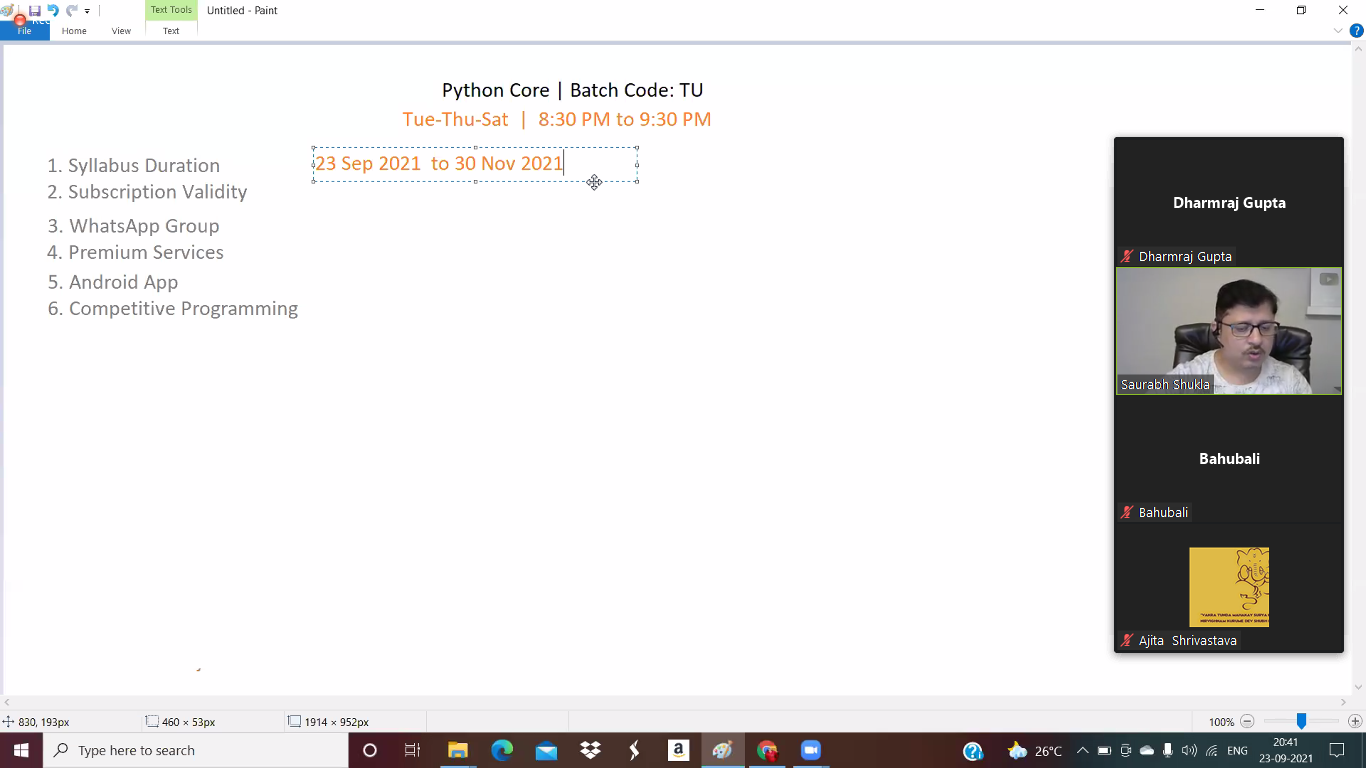 Text Tools
Untitled - Paint
File
Home
View
Text
Python Core | Batch Code: TU
Tue-Thu-Sat | 8:30 PM to 9:30 PM
1. Syllabus Duration
23 Sep 2021 to 30 Nov 2021
2. Subscription Validity
3. WhatsApp Group
4. Premium Services
5. Android App
6. Competitive Programming
Dharmraj Gupta
Dharmraj Gupta
Saurabh Shukla
Bahubali
Bahubali
Ajita Shrivastava
830, 193px
460 × 53px
1914 × 952px
100%
Type here to search
26°C
ENG
20:41
23-09-2021